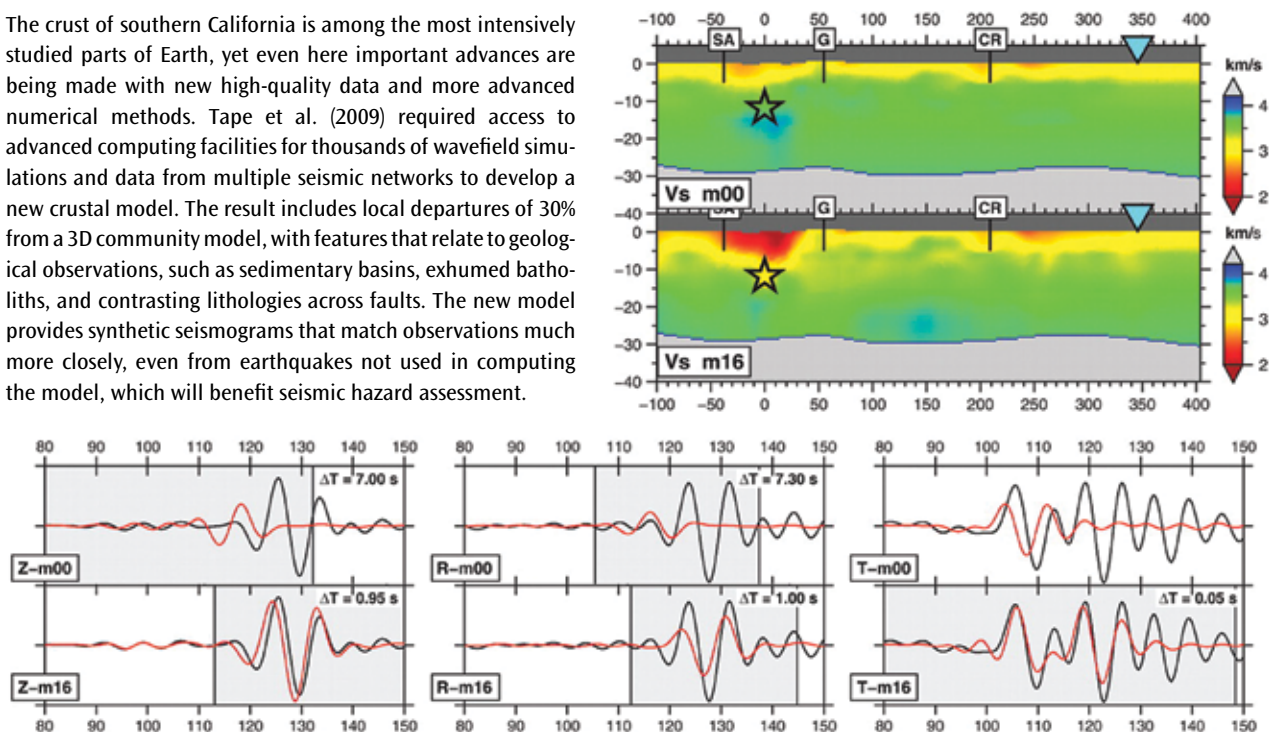 The crust of southern California is among the most intensively
studied parts of Earth, yet even here important advances are
being made with new high-quality data and more advanced
numerical methods. Tape et al. (2009) required access to
advanced computing facilities for thousands of wavefield simu-
lations and data from multiple seismic networks to develop a
new crustal model. The result includes local departures of 30%
from a 3D community model, with features that relate to geolog-
ical observations, such as sedimentary basins, exhumed batho-
liths, and contrasting lithologies across faults. The new model
provides synthetic seismograms that match observations much
more closely, even from earthquakes not used in computing
the model, which will benefit seismic hazard assessment.
-100 -50 0 50 100 150 200 250 300 350 400
SA G CR
km/s
0
-10
-20
-30
-40
4
3
2
Vs m00
SA G CR
km/s
0
-10
-20
-30
-40
4
3
2
Vs m16
-100 -50 0 50 100 150 200 250 300 350 400
80 90 100 110 120 130 140 150
ΔT = 7.00 s
Z-m00
ΔT = 0.95 s
Z-m16
80 90 100 110 120 130 140 150
80 90 100 110 120 130 140 150
ΔT = 7.30 s
R-m00
ΔT = 1.00 s
R-m16
80 90 100 110 120 130 140 150
80 90 100 110 120 130 140 150
T-m00
ΔT = 0.05 s
T-m16
80 90 100 110 120 130 140 150